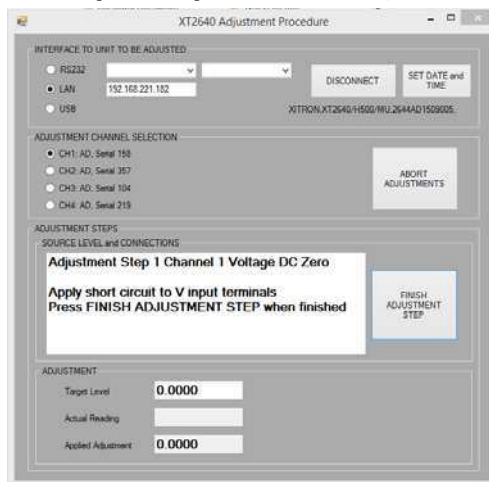 XT2640 Adjustment Procedure
INTERFACE TO UNIT TO BE ADJUSTED
RS232
LAN 192.168.221.182
USB
DISCONNECT
SET DATE and TIME
XITRON,XT2640/H500/MU,2644AD1509005,
ADJUSTMENT CHANNEL SELECTION
CH1: AD, Serial 158
CH2: AD, Serial 357
CH3: AD, Serial 104
CH4: AD, Serial 219
ABORT
ADJUSTMENTS
ADJUSTMENT STEPS
SOURCE LEVEL and CONNECTIONS
Adjustment Step 1 Channel 1 Voltage DC Zero
Apply short circuit to V input terminals
Press FINISH ADJUSTMENT STEP when finished
FINISH
ADJUSTMENT
STEP
ADJUSTMENT
Target Level 0.0000
Actual Reading
Applied Adjustment 0.0000